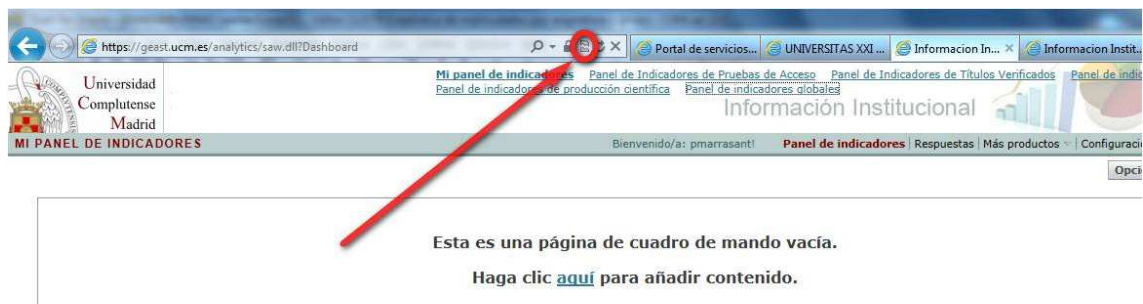 https://geast.ucm.es/analytics/saw.dll?Dashboard
Portal de servicios... UNIVERSITAS XXI ... Informacion In... Informacion Instit...
Universidad
Complutense
Madrid
Mi panel de indicadores Panel de Indicadores de Pruebas de Acceso Panel de Indicadores de Títulos Verificados Panel de indic
Panel de indicadores de producción científica Panel de indicadores globales
Información Institucional
MI PANEL DE INDICADORES Bienvenido/a: pmarrasant! Panel de indicadores Respuestas Más productos Configuració
Opci
Esta es una página de cuadro de mando vacía.
Haga clic aquí para añadir contenido.